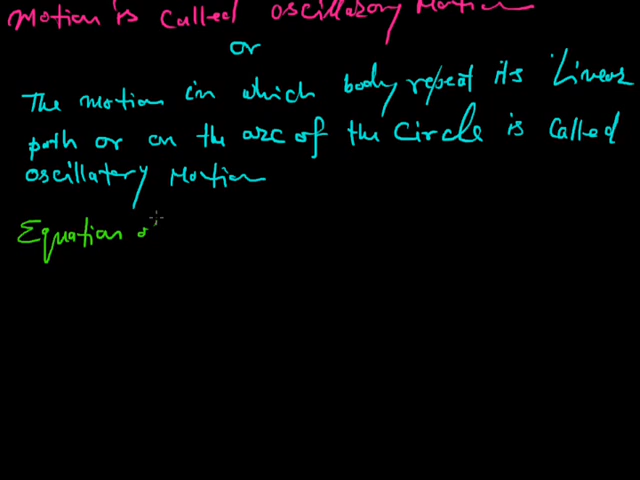 Motion is called oscillatory Motion
or
The motion in which body repeat its Linear
path or on the arc of the circle is called
oscillatory Motion
Equation o